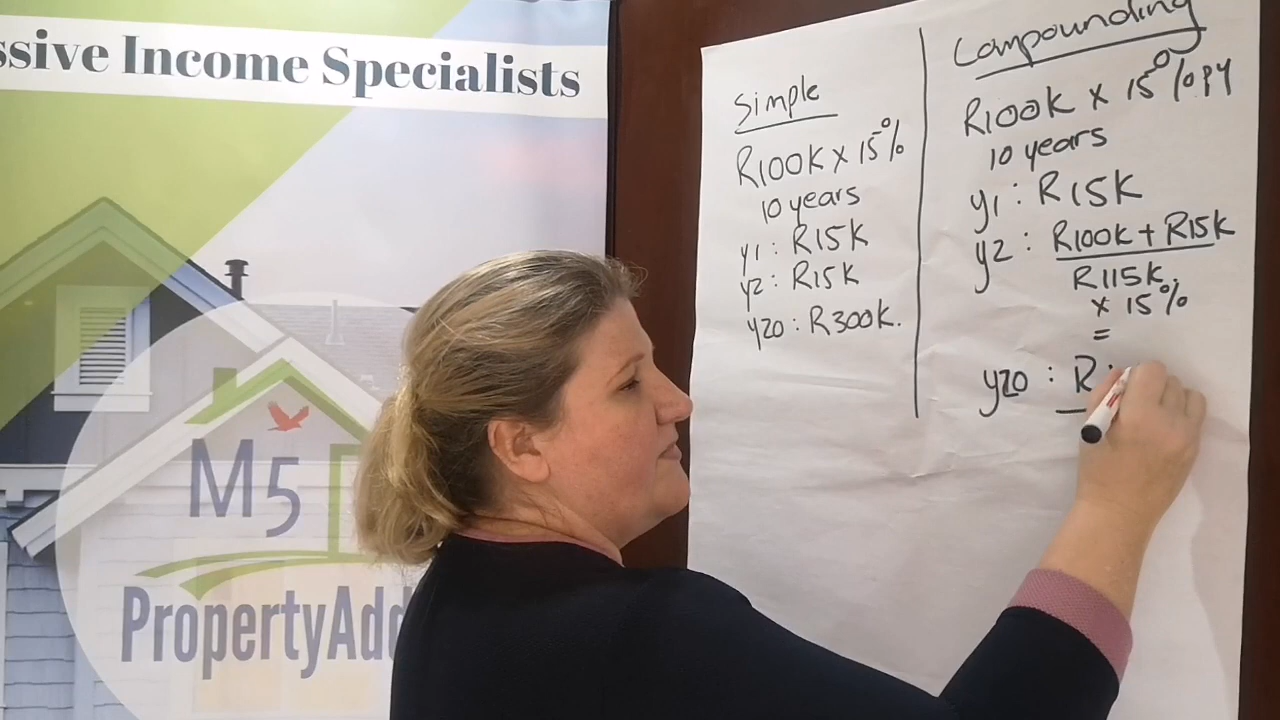 ssive Income Specialists
M5
PropertyAdd
Simple
R100K x 15%
10 years
y1 : R15K
y2 : R15K
y20 : R300K.
Compounding
R100K x 15% PY
10 years
y1 : R15K
y2 : R100K + R15K
R115K
x 15%
=
y20 : R